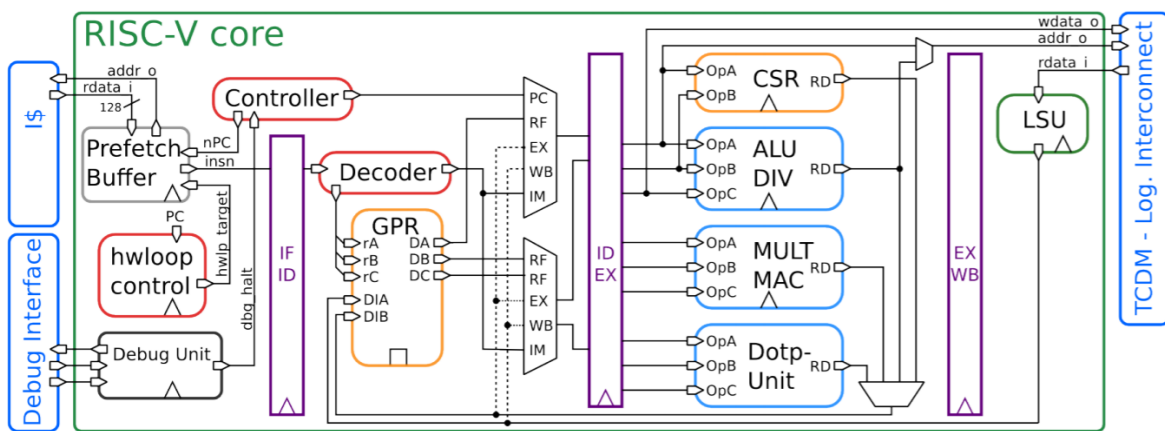 RISC-V core
wdata_o
addr_o
rdata_i
TCDM - Log. Interconnect
I$
addr_o
rdata_i
128
Prefetch
Buffer
nPC
insn
hwlp_target
PC
hwloop
control
Debug Interface
Debug Unit
dbg_halt
Controller
IF
ID
Decoder
GPR
rA
rB
rC
DIA
DIB
DA
DB
DC
PC
RF
EX
WB
IM
RF
RF
EX
WB
IM
ID
EX
OpA
OpB
CSR
RD
OpA
OpB
OpC
ALU
DIV
RD
OpA
OpB
OpC
MULT
MAC
RD
OpA
OpB
OpC
Dotp-
Unit
RD
EX
WB
LSU